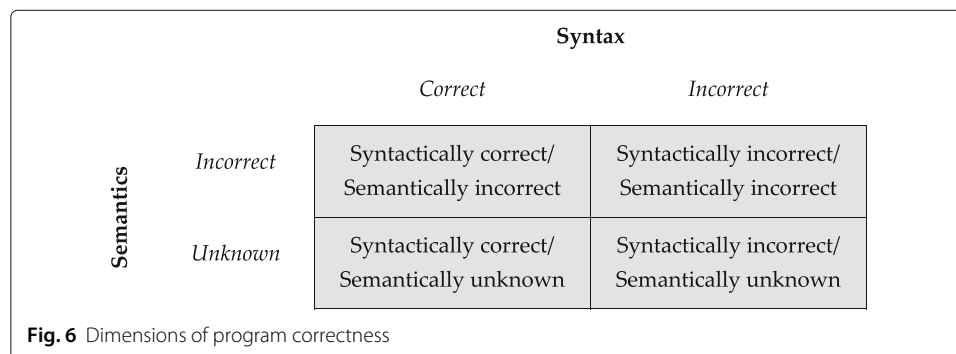 Syntax
Correct Incorrect
Semantics
Incorrect
Syntactically correct/
Semantically incorrect
Syntactically incorrect/
Semantically incorrect
Unknown
Syntactically correct/
Semantically unknown
Syntactically incorrect/
Semantically unknown
Fig. 6 Dimensions of program correctness